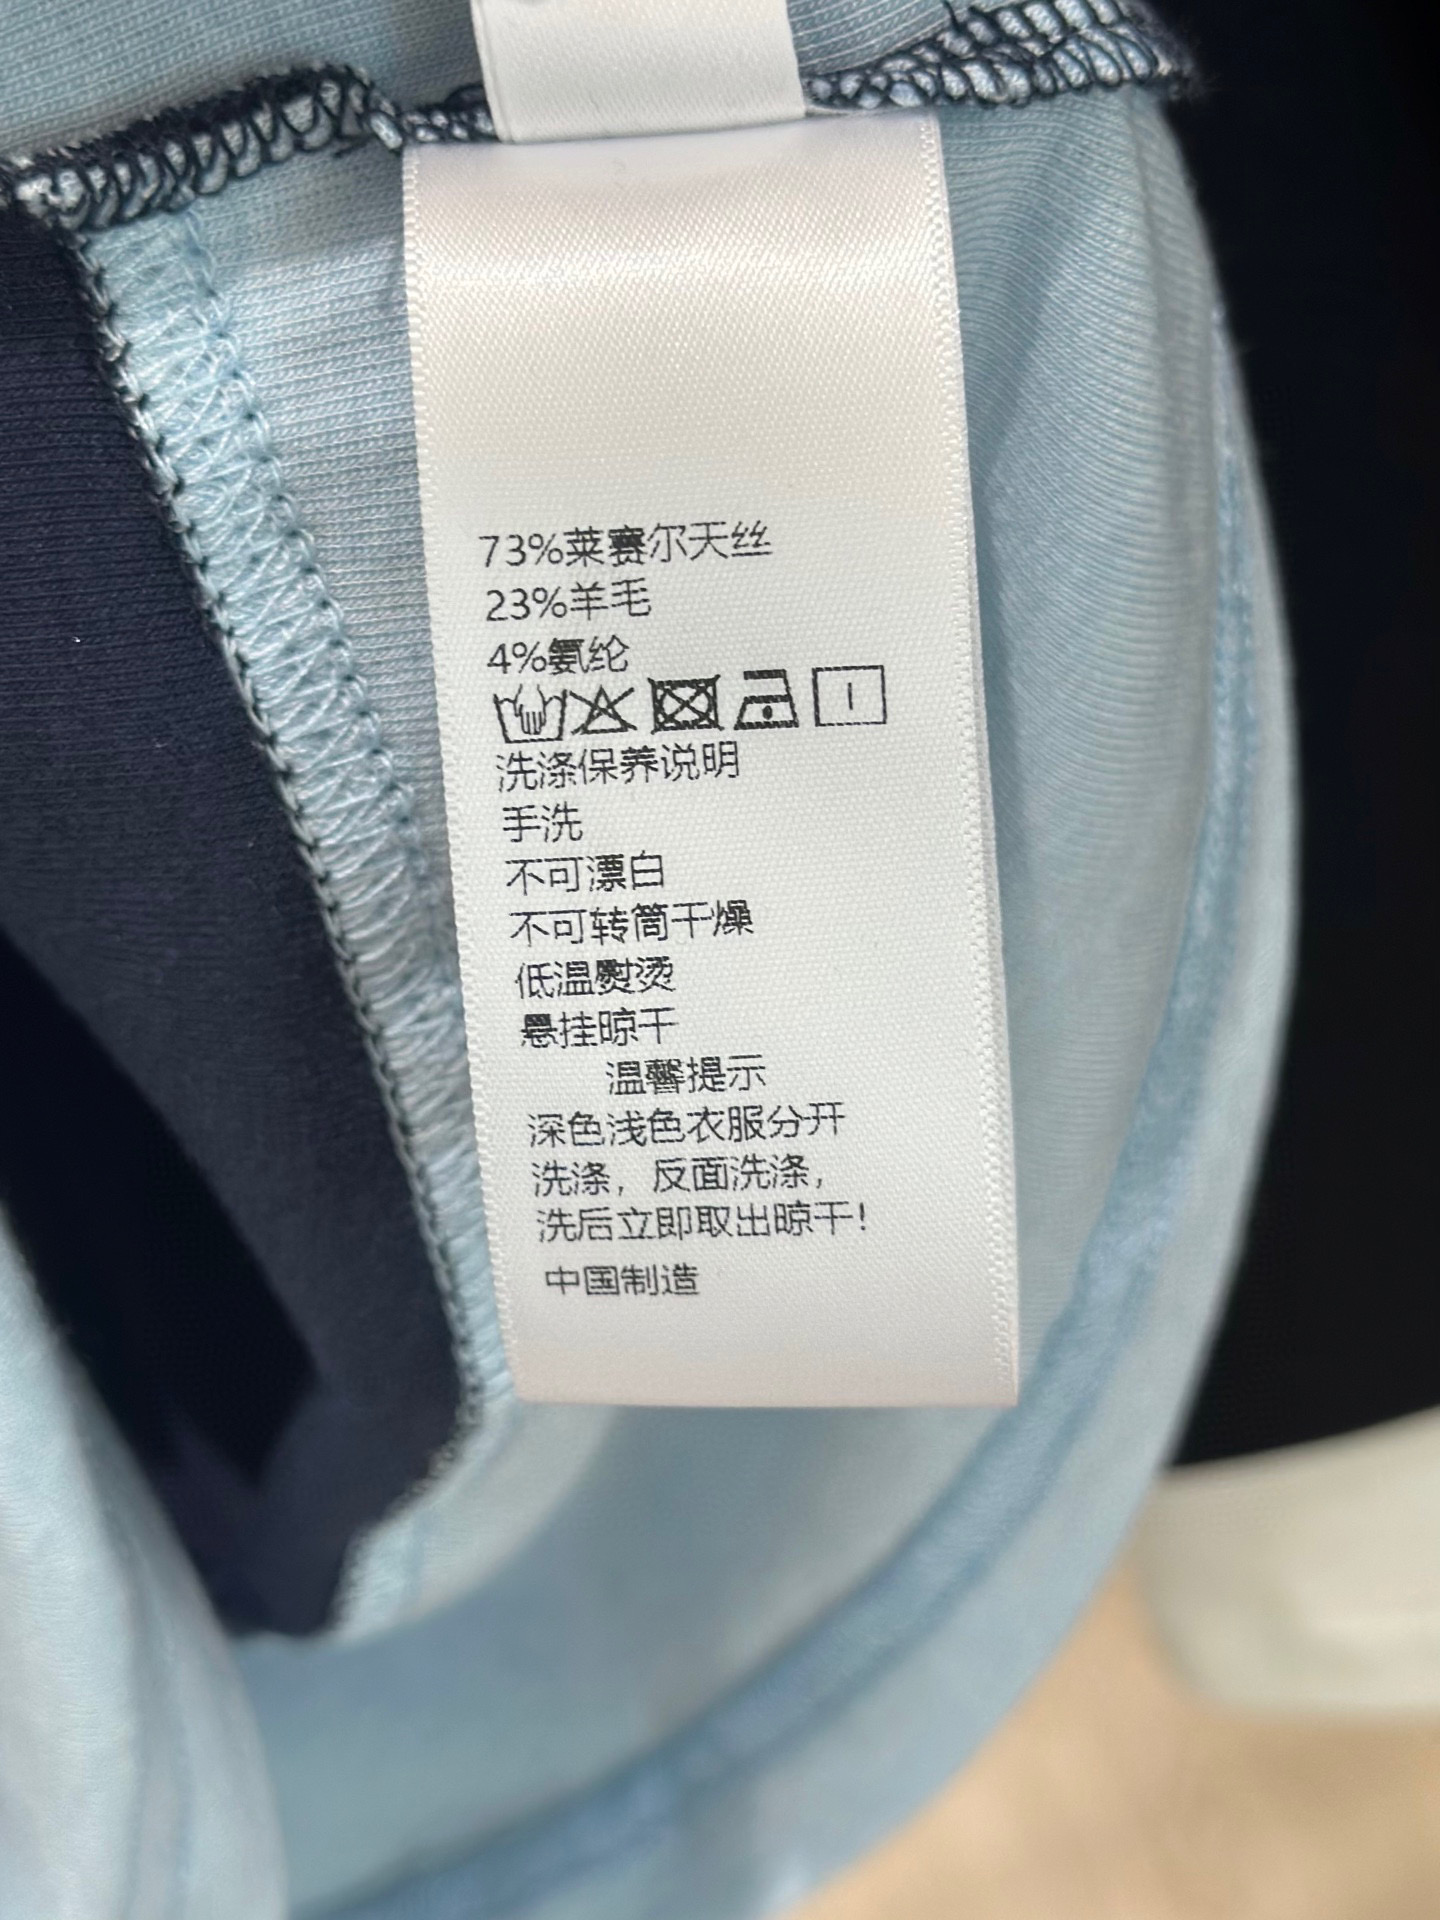 73%莱赛尔天丝
23%羊毛
4%氨纶
洗涤保养说明
手洗
不可漂白
不可转筒干燥
低温熨烫
悬挂晾干
温馨提示
深色浅色衣服分开
洗涤，反面洗涤，
洗后立即取出晾干！
中国制造